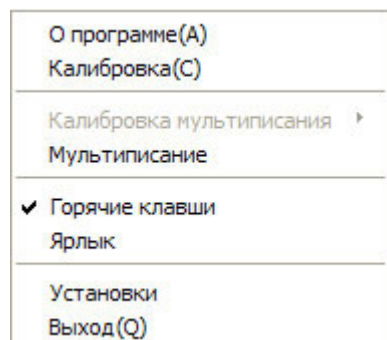 О программе(A)
Калибровка(C)
Калибровка мультиписания
Мультиписание
Горячие клавши
Ярлык
Установки
Выход(Q)